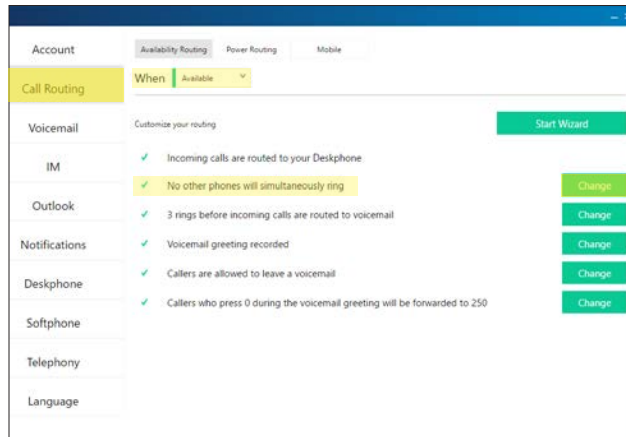 Account
Call Routing
Voicemail
IM
Outlook
Notifications
Deskphone
Softphone
Telephony
Language
Availability Routing Power Routing Mobile
When Available
Customize your routing Start Wizard
Incoming calls are routed to your Deskphone
No other phones will simultaneously ring Change
3 rings before incoming calls are routed to voicemail Change
Voicemail greeting recorded Change
Callers are allowed to leave a voicemail Change
Callers who press 0 during the voicemail greeting will be forwarded to 250 Change